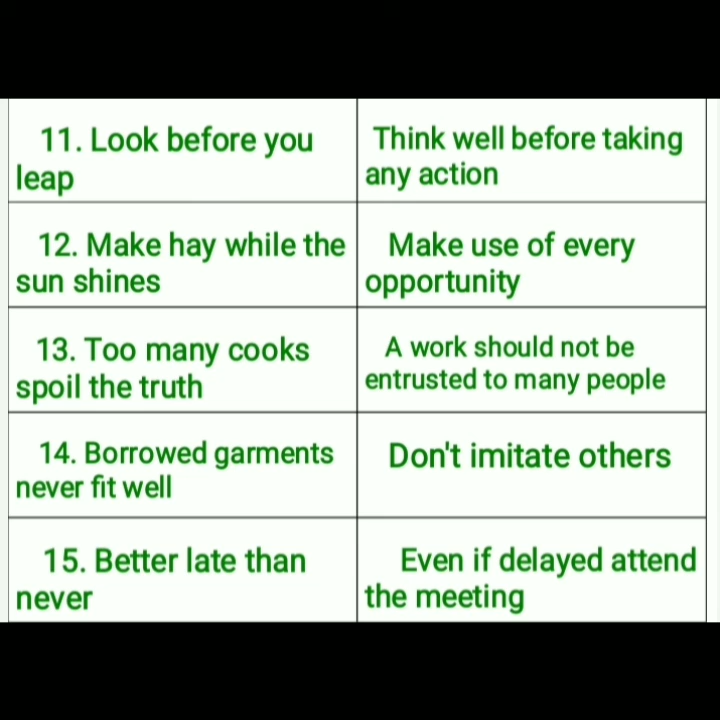 11. Look before you
leap
Think well before taking
any action
12. Make hay while the
sun shines
Make use of every
opportunity
13. Too many cooks
spoil the truth
A work should not be
entrusted to many people
14. Borrowed garments
never fit well
Don't imitate others
15. Better late than
never
Even if delayed attend
the meeting